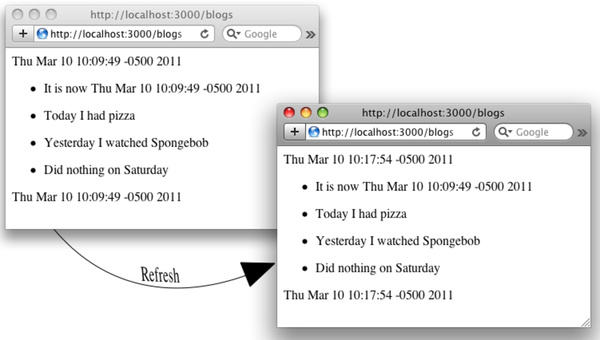 http://localhost:3000/blogs
http://localhost:3000/blogs
Google
Thu Mar 10 10:09:49 -0500 2011
It is now Thu Mar 10 10:09:49 -0500 2011
Today I had pizza
Yesterday I watched Spongebob
Did nothing on Saturday
Thu Mar 10 10:09:49 -0500 2011
Refresh
http://localhost:3000/blogs
http://localhost:3000/blogs
Google
Thu Mar 10 10:17:54 -0500 2011
It is now Thu Mar 10 10:09:49 -0500 2011
Today I had pizza
Yesterday I watched Spongebob
Did nothing on Saturday
Thu Mar 10 10:17:54 -0500 2011